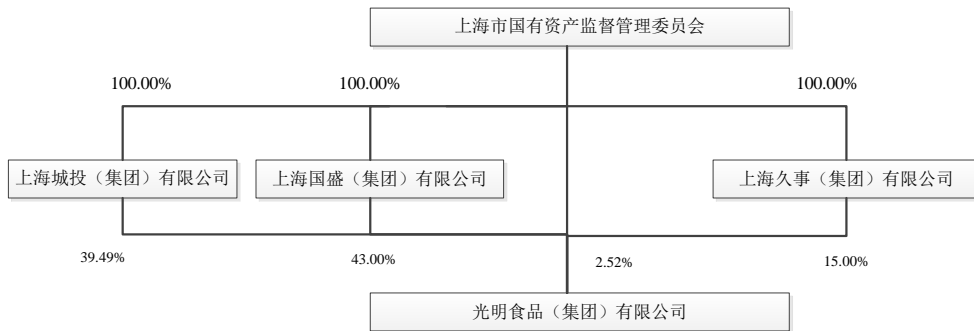 上海市国有资产监督管理委员会
100.00%
100.00%
100.00%
上海城投（集团）有限公司
上海国盛（集团）有限公司
上海久事（集团）有限公司
39.49%
43.00%
2.52%
15.00%
光明食品（集团）有限公司